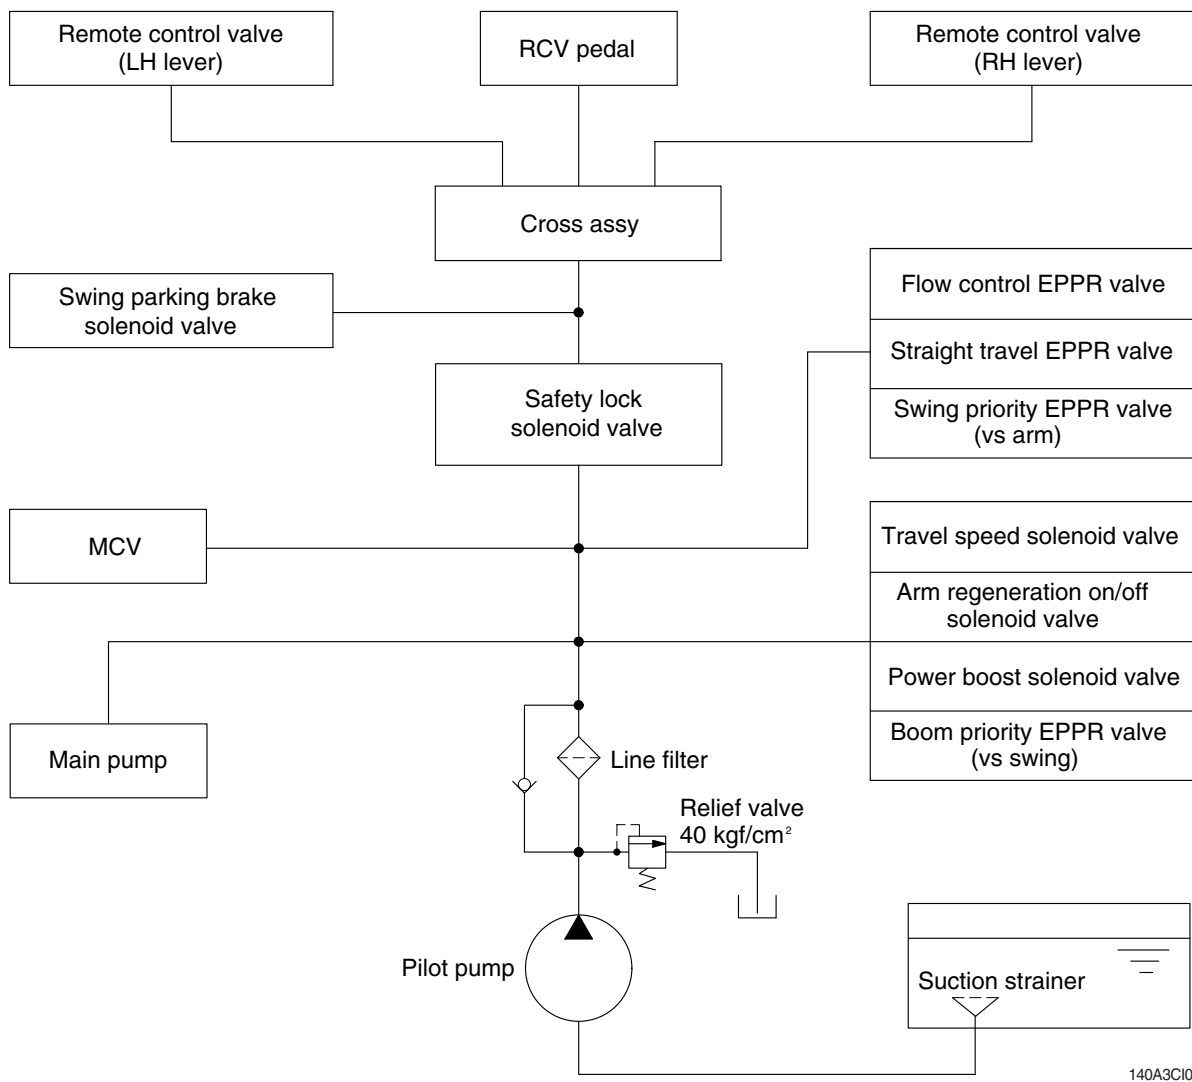 Remote control valve
(LH lever)
RCV pedal
Remote control valve
(RH lever)
Cross assy
Swing parking brake
solenoid valve
Flow control EPPR valve
Straight travel EPPR valve
Swing priority EPPR valve
(vs arm)
Safety lock
solenoid valve
MCV
Travel speed solenoid valve
Arm regeneration on/off
solenoid valve
Power boost solenoid valve
Boom priority EPPR valve
(vs swing)
Main pump
Line filter
Relief valve
40 kgf/cm²
Pilot pump
Suction strainer
140A3CI0